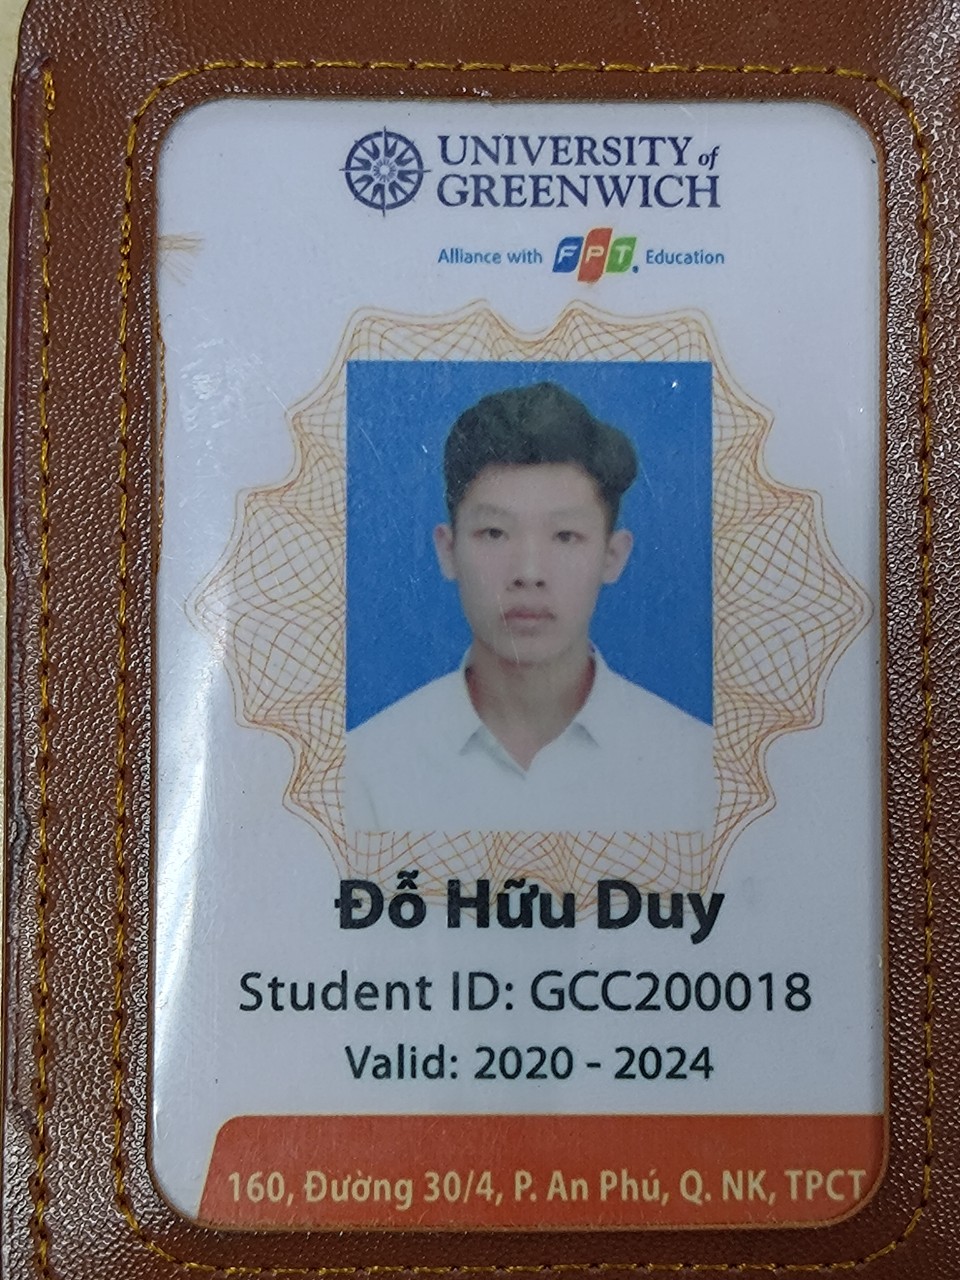 UNIVERSITY of
GREENWICH
Alliance with FPT. Education
Đỗ Hữu Duy
Student ID: GCC200018
Valid: 2020 - 2024
160, Đường 30/4, P. An Phú, Q. NK, TPCT